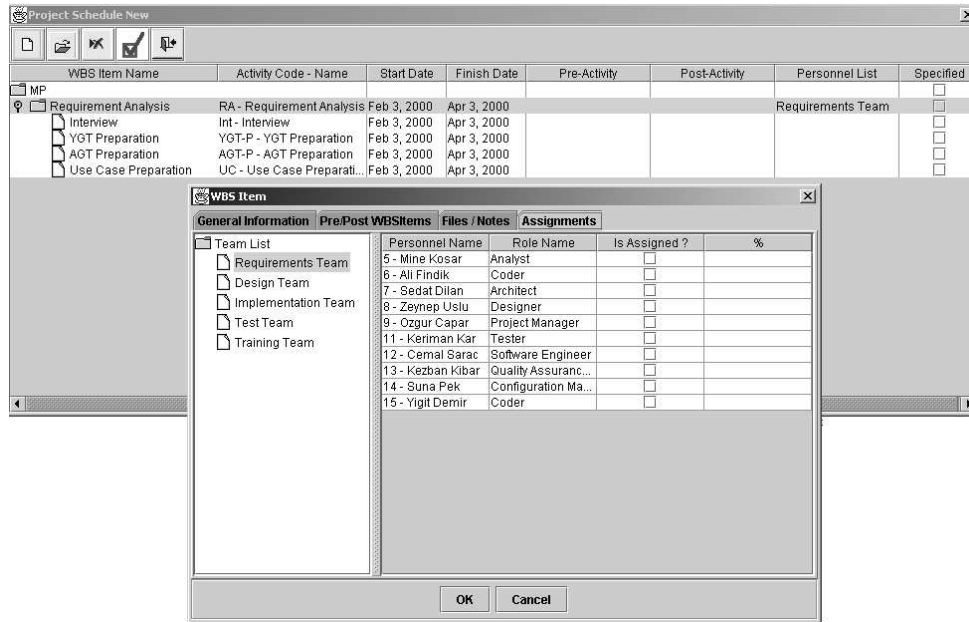 Project Schedule New
WBS Item Name Activity Code - Name Start Date Finish Date Pre-Activity Post-Activity Personnel List Specified
MP
Requirement Analysis RA - Requirement Analysis Feb 3, 2000 Apr 3, 2000 Requirements Team
Interview Int - Interview Feb 3, 2000 Apr 3, 2000
YGT Preparation YGT-P - YGT Preparation Feb 3, 2000 Apr 3, 2000
AGT Preparation AGT-P - AGT Preparation Feb 3, 2000 Apr 3, 2000
Use Case Preparation UC - Use Case Preparati... Feb 3, 2000 Apr 3, 2000
WBS Item
General Information Pre/Post WBSItems Files / Notes Assignments
Team List
Requirements Team
Design Team
Implementation Team
Test Team
Training Team
Personnel Name Role Name Is Assigned ? %
5 - Mine Kosar Analyst
6 - Ali Findik Coder
7 - Sedat Dilan Architect
8 - Zeynep Uslu Designer
9 - Ozgur Capar Project Manager
11 - Keriman Kar Tester
12 - Cemal Sarac Software Engineer
13 - Kezban Kibar Quality Assuranc...
14 - Suna Pek Configuration Ma...
15 - Yigit Demir Coder
OK Cancel